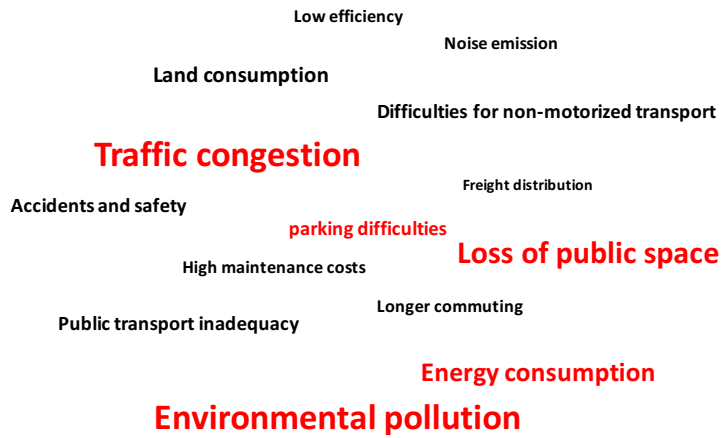 Low efficiency
Noise emission
Land consumption
Difficulties for non-motorized transport
Traffic congestion
Freight distribution
Accidents and safety
parking difficulties
Loss of public space
High maintenance costs
Longer commuting
Public transport inadequacy
Energy consumption
Environmental pollution